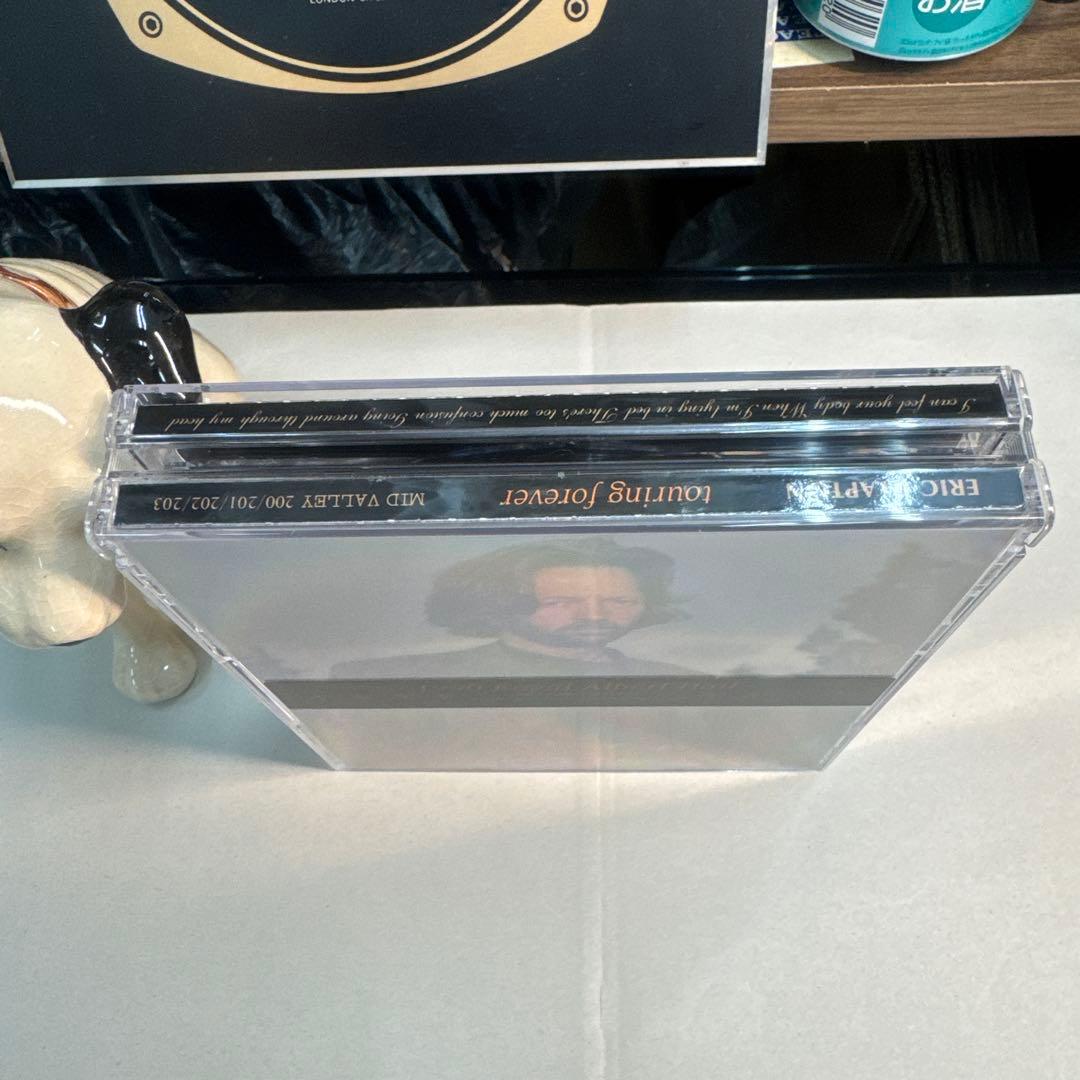 LONDON
I can feel your body When I'm lying in bed There's too much confusion Going around through my head
ERIC CLAPTON touring forever MID VALLEY 200/201/202/203